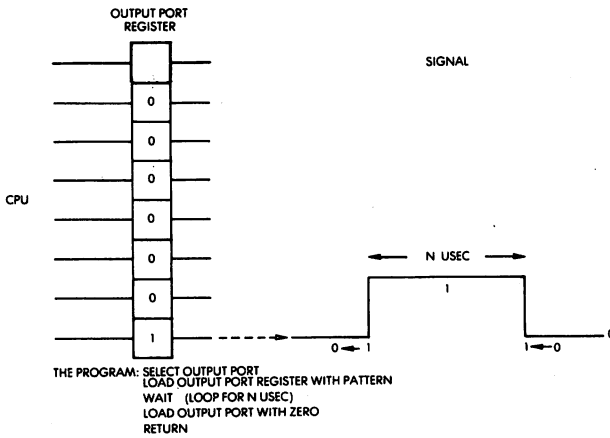 OUTPUT PORT
REGISTER
SIGNAL
0
0
0
0
CPU
0
0
N USEC
1
1
0
0 ← 1
1 ← 0
THE PROGRAM: SELECT OUTPUT PORT
LOAD OUTPUT PORT REGISTER WITH PATTERN
WAIT (LOOP FOR N USEC)
LOAD OUTPUT PORT WITH ZERO
RETURN